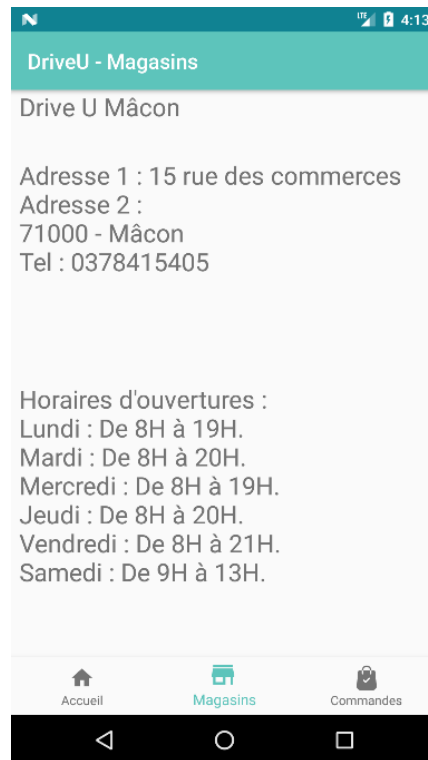 LTE 4:13
DriveU - Magasins
Drive U Mâcon
Adresse 1 : 15 rue des commerces
Adresse 2 :
71000 - Mâcon
Tel : 0378415405
Horaires d'ouvertures :
Lundi : De 8H à 19H.
Mardi : De 8H à 20H.
Mercredi : De 8H à 19H.
Jeudi : De 8H à 20H.
Vendredi : De 8H à 21H.
Samedi : De 9H à 13H.
Accueil Magasins Commandes